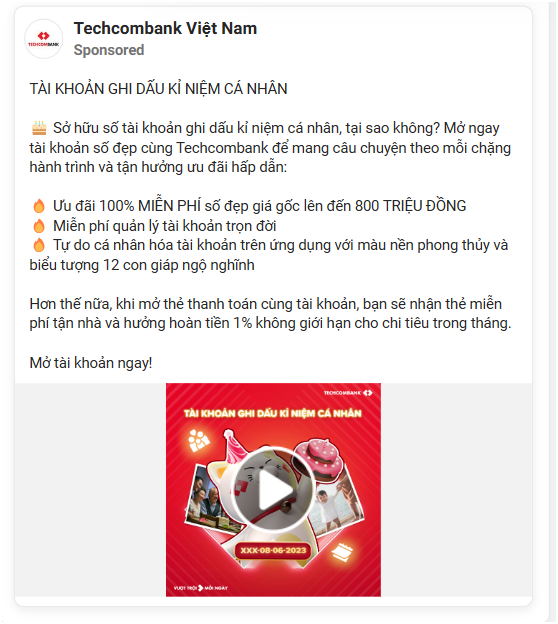 Techcombank Việt Nam
TECHCOMBANK
Sponsored
TÀI KHOẢN GHI DẤU KỈ NIỆM CÁ NHÂN
🎂 Sở hữu số tài khoản ghi dấu kỉ niệm cá nhân, tại sao không? Mở ngay
tài khoản số đẹp cùng Techcombank để mang câu chuyện theo mỗi chặng
hành trình và tận hưởng ưu đãi hấp dẫn:
🔥 Ưu đãi 100% MIỄN PHÍ số đẹp giá gốc lên đến 800 TRIỆU ĐỒNG
🔥 Miễn phí quản lý tài khoản trọn đời
🔥 Tự do cá nhân hóa tài khoản trên ứng dụng với màu nền phong thủy và
biểu tượng 12 con giáp ngộ nghĩnh
Hơn thế nữa, khi mở thẻ thanh toán cùng tài khoản, bạn sẽ nhận thẻ miễn
phí tận nhà và hưởng hoàn tiền 1% không giới hạn cho chi tiêu trong tháng.
Mở tài khoản ngay!
TECHCOMBANK
TÀI KHOẢN GHI DẤU KỈ NIỆM CÁ NHÂN
XXX-08-06-2023
VƯỢT TRỘI MỖI NGÀY